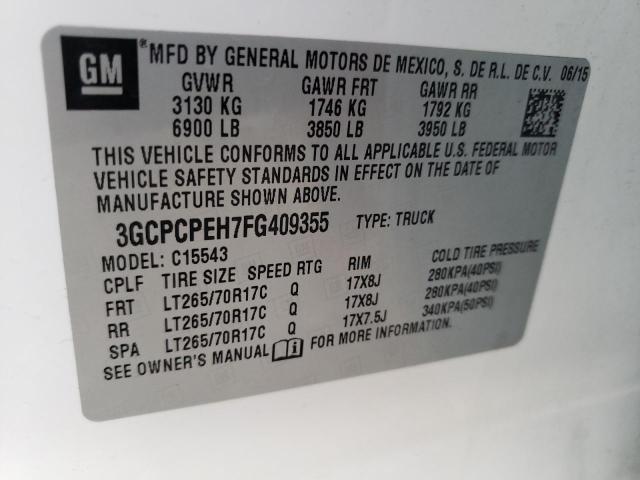 GM
®MFD BY GENERAL MOTORS DE MEXICO, S. DE R.L. DE C.V. 06/15
GVWR GAWR FRT GAWR RR
3130 KG 1746 KG 1792 KG
6900 LB 3850 LB 3950 LB
THIS VEHICLE CONFORMS TO ALL APPLICABLE U.S. FEDERAL MOTOR
VEHICLE SAFETY STANDARDS IN EFFECT ON THE DATE OF
MANUFACTURE SHOWN ABOVE.
3GCPCPEH7FG409355 TYPE: TRUCK
MODEL: C15543
CPLF TIRE SIZE SPEED RTG RIM COLD TIRE PRESSURE
FRT LT265/70R17C Q 17X8J 280KPA(40PSI)
RR LT265/70R17C Q 17X8J 280KPA(40PSI)
SPA LT265/70R17C Q 17X7.5J 340KPA(50PSI)
SEE OWNER'S MANUAL FOR MORE INFORMATION.